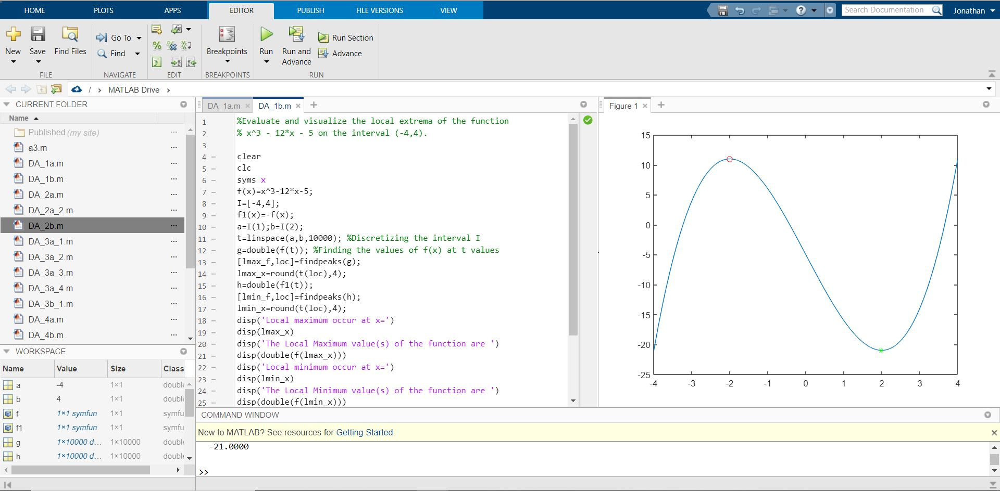 HOME PLOTS APPS EDITOR PUBLISH FILE VERSIONS VIEW
Search Documentation
Jonathan
New
Save
Find Files
FILE
Go To
Find
NAVIGATE
EDIT
Breakpoints
BREAKPOINTS
Run
Run and
Advance
Run Section
Advance
RUN
/ > MATLAB Drive >
CURRENT FOLDER
Name
Published (my site)
a3.m
DA_1a.m
DA_1b.m
DA_2a.m
DA_2a_2.m
DA_2b.m
DA_3a_1.m
DA_3a_2.m
DA_3a_3.m
DA_3a_4.m
DA_3b_1.m
DA_4a.m
DA_4b.m
WORKSPACE
Name Value Size Class
a -4 1×1 double
b 4 1×1 double
f 1×1 symfun 1×1 symfu
f1 1×1 symfun 1×1 symfu
g 1×10000 d... 1×10000 double
h 1×10000 d... 1×10000 double
DA_1a.m × DA_1b.m × +
1 %Evaluate and visualize the local extrema of the function
2 % x^3 - 12*x - 5 on the interval (-4,4).
3
4 – clear
5 – clc
6 – syms x
7 – f(x)=x^3-12*x-5;
8 – I=[-4,4];
9 – f1(x)=-f(x);
10 – a=I(1);b=I(2);
11 – t=linspace(a,b,10000); %Discretizing the interval I
12 – g=double(f(t)); %Finding the values of f(x) at t values
13 – [lmax_f,loc]=findpeaks(g);
14 – lmax_x=round(t(loc),4);
15 – h=double(f1(t));
16 – [lmin_f,loc]=findpeaks(h);
17 – lmin_x=round(t(loc),4);
18 – disp('Local maximum occur at x=')
19 – disp(lmax_x)
20 – disp('The Local Maximum value(s) of the function are ')
21 – disp(double(f(lmax_x)))
22 – disp('Local minimum occur at x=')
23 – disp(lmin_x)
24 – disp('The Local Minimum value(s) of the function are ')
25 – disp(double(f(lmin_x)))
Figure 1 × +
15
10
5
0
-5
-10
-15
-20
-25
-4 -3 -2 -1 0 1 2 3 4
COMMAND WINDOW
New to MATLAB? See resources for Getting Started.
-21.0000
>>